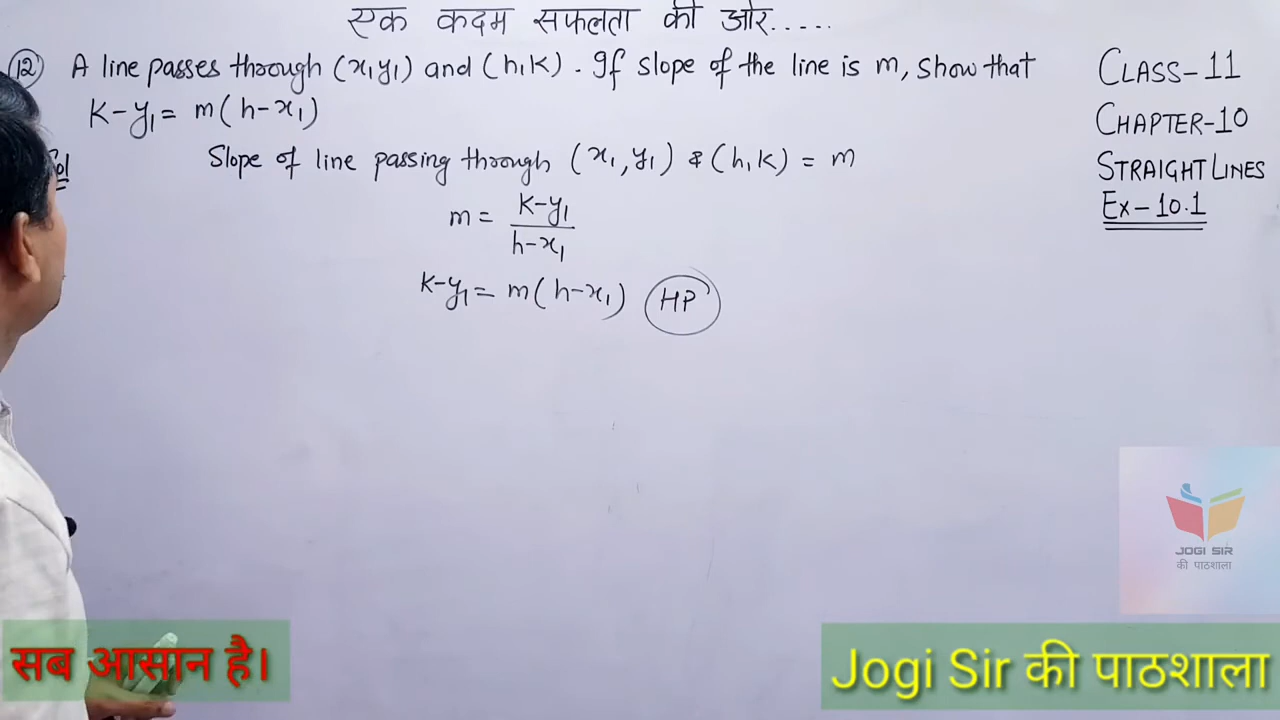 एक कदम सफलता की ओर.....
(12) A line passes through (x₁y₁) and (h,k). If slope of the line is m, show that
k-y₁ = m(h-x₁)
Sol
Slope of line passing through (x₁,y₁) & (h,k) = m
m = k-y₁
h-x₁
k-y₁ = m(h-x₁) HP
CLASS-11
CHAPTER-10
STRAIGHT LINES
Ex-10.1
JOGI SIR
की पाठशाला
सब आसान है।
Jogi Sir की पाठशाला